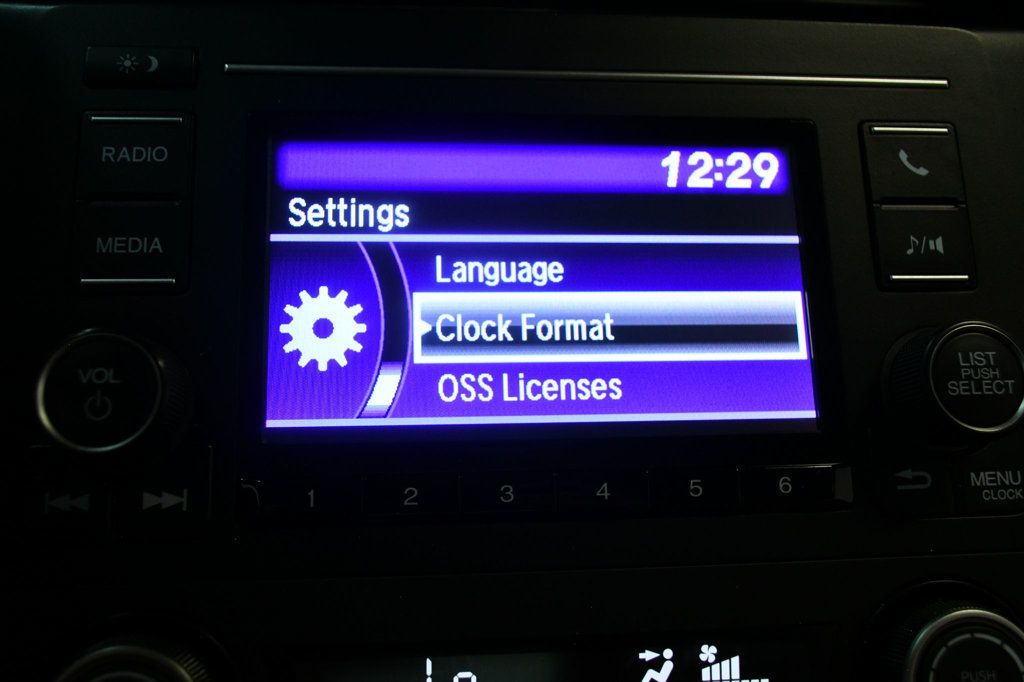 12:29
Settings
Language
Clock Format
OSS Licenses
RADIO
MEDIA
VOL
LIST
PUSH
SELECT
1 2 3 4 5 6
MENU
CLOCK
PUSH